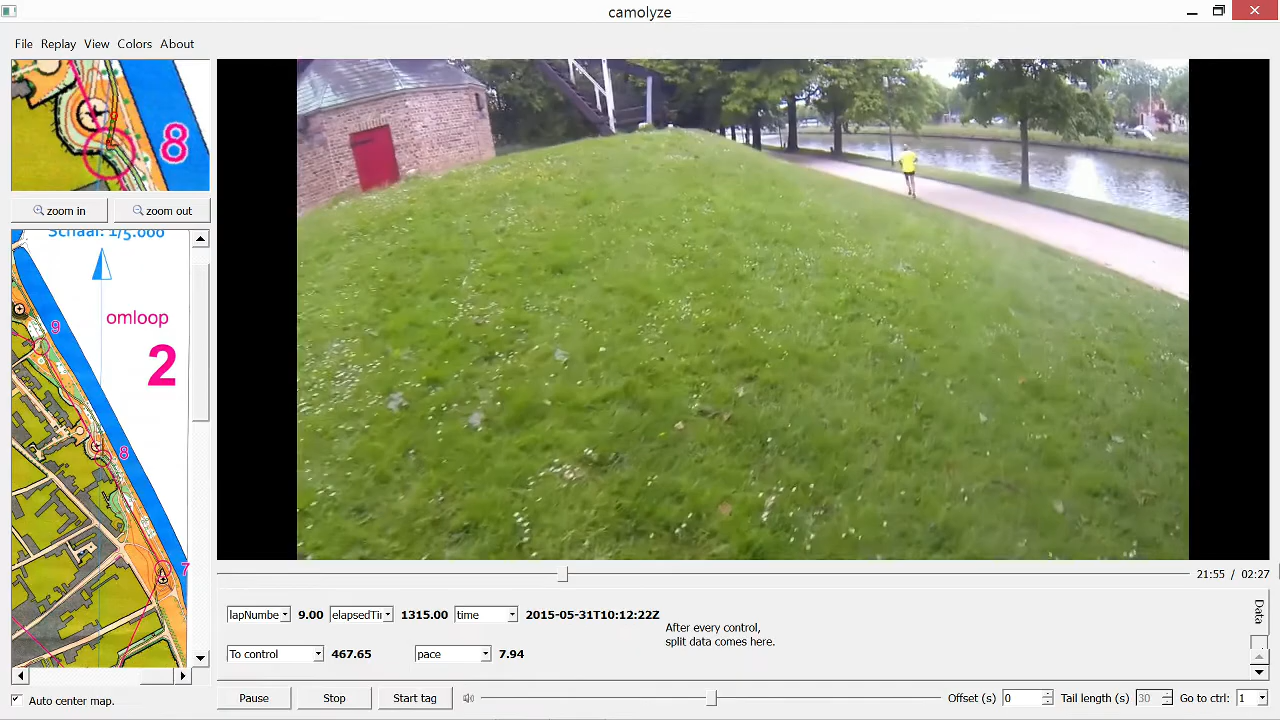 camolyze
File Replay View Colors About
8
zoom in zoom out
Schaal: 1/5.000
omloop
2
9
8
7
21:55 / 02:27
lapNumbe 9.00 elapsedTir 1315.00 time 2015-05-31T10:12:22Z
After every control,
split data comes here.
To control 467.65 pace 7.94
Data
Auto center map.
Pause Stop Start tag
Offset (s) 0 Tail length (s) 30 Go to ctrl: 1